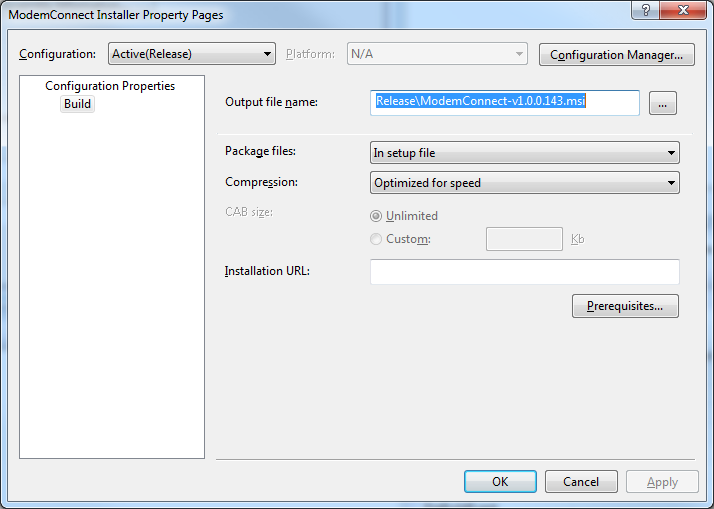 ModemConnect Installer Property Pages
Configuration: Active(Release) Platform: N/A Configuration Manager...
Configuration Properties
Build
Output file name: Release\ModemConnect-v1.0.0.143.msi ...
Package files: In setup file
Compression: Optimized for speed
CAB size: Unlimited
Custom: Kb
Installation URL:
Prerequisites...
OK Cancel Apply